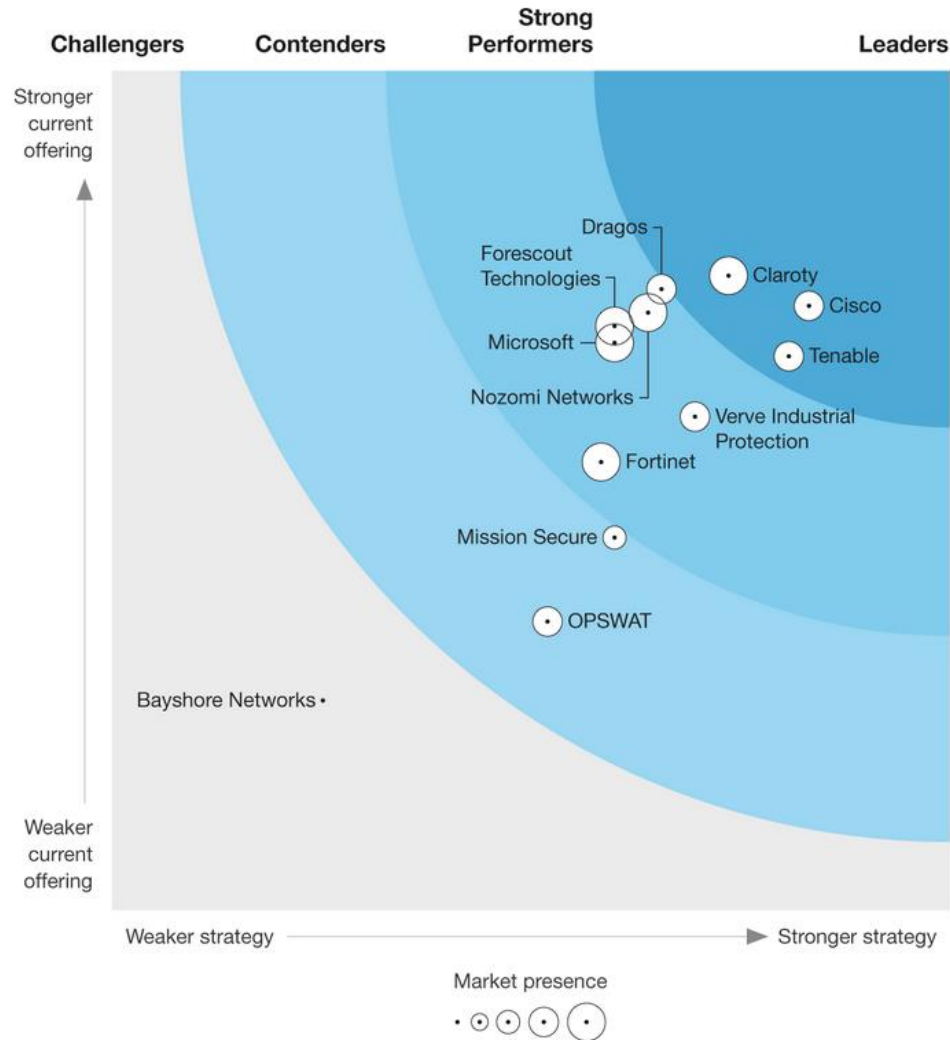 Challengers
Contenders
Strong
Performers
Leaders
Stronger
current
offering
Dragos
Forescout
Technologies
Claroty
Cisco
Microsoft
Tenable
Nozomi Networks
Verve Industrial
Protection
Fortinet
Mission Secure
OPSWAT
Bayshore Networks
Weaker
current
offering
Weaker strategy
Stronger strategy
Market presence